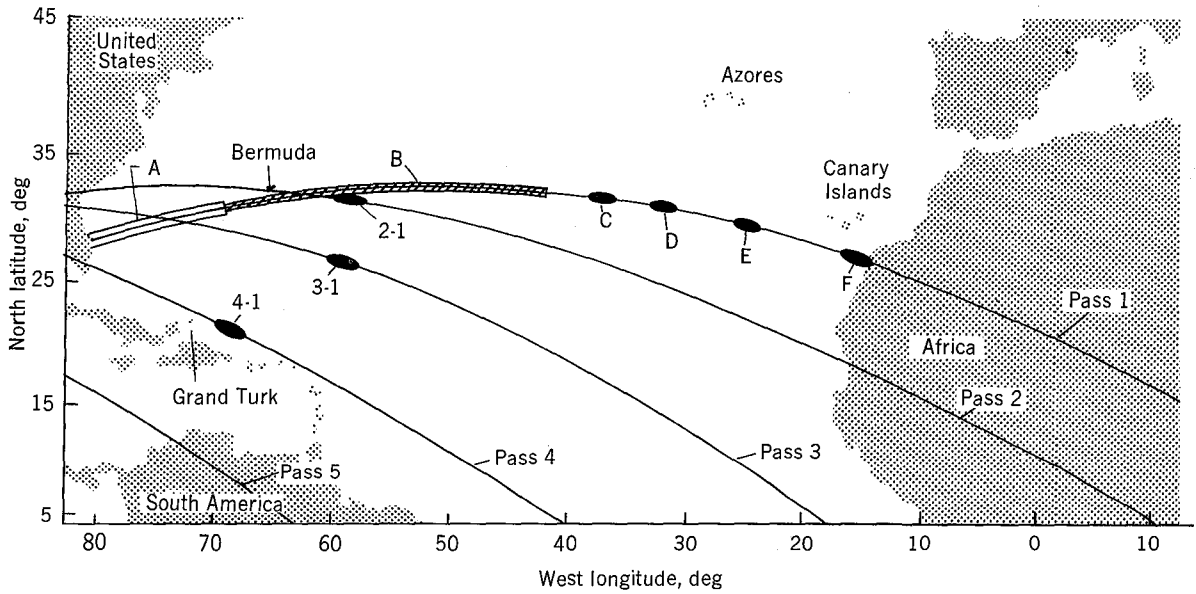 45
United
States
Azores
35
A
Bermuda
B
Canary
Islands
2-1
C
D
E
F
25
3-1
4-1
Pass 1
North latitude, deg
Africa
Grand Turk
Pass 2
15
Pass 5
Pass 4
Pass 3
South America
5
80
70
60
50
40
30
20
10
0
10
West longitude, deg